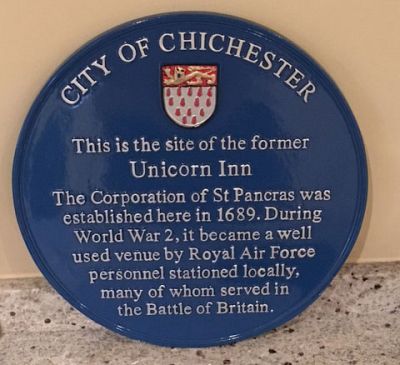 CITY OF CHICHESTER
This is the site of the former
Unicorn Inn
The Corporation of St Pancras was
established here in 1689. During
World War 2, it became a well
used venue by Royal Air Force
personnel stationed locally,
many of whom served in
the Battle of Britain.